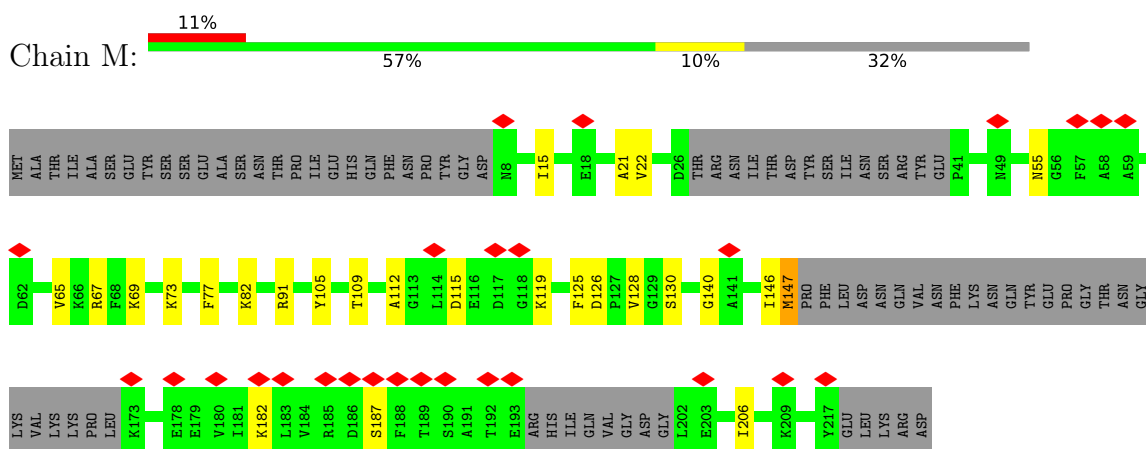 11%
Chain M:
57% 10% 32%
MET ALA THR ILE ALA SER GLU TYR SER SER GLU ALA SER ASN THR PRO ILE GLU HIS GLN PHE ASN PRO TYR GLY ASP N8 I15 E18 A21 V22 D26 THR ARG ASN ILE THR ASP TYR SER ILE ASN SER ARG TYR GLU P41 N49 N55 G56 F57 A58 A59
D62 V65 K66 R67 F68 K69 K73 F77 K82 R91 Y105 T109 A112 G113 L114 D115 E116 D117 G118 K119 F125 D126 P127 V128 G129 S130 G140 A141 I146 M147 PRO PHE LEU ASP ASN GLN VAL ASN PHE LYS ASN GLN TYR GLU PRO GLY THR ASN GLY
LYS VAL LYS LYS PRO LEU K173 E178 E179 V180 I181 K182 L183 V184 R185 D186 S187 F188 T189 S190 A191 T192 E193 ARG HIS ILE GLN VAL GLY ASP GLY L202 E203 I206 K209 Y217 GLU LEU LYS ARG ASP